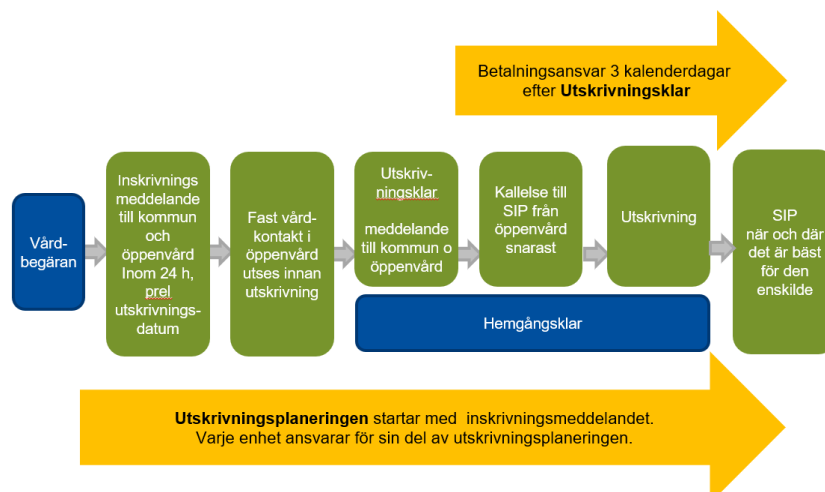 Betalningsansvar 3 kalenderdagar
efter Utskrivningsklar
Vård-
begäran
Inskrivnings
meddelande
till kommun
och
öppenvård
Inom 24 h,
prel
utskrivnings-
datum
Fast vård-
kontakt i
öppenvård
utses innan
utskrivning
Utskriv-
ningsklar
meddelande
till kommun o
öppenvård
Kallelse till
SIP från
öppenvård
snarast
Utskrivning
SIP
när och där
det är bäst
för den
enskilde
Hemgångsklar
Utskrivningsplaneringen startar med  inskrivningsmeddelandet.
Varje enhet ansvarar för sin del av utskrivningsplaneringen.